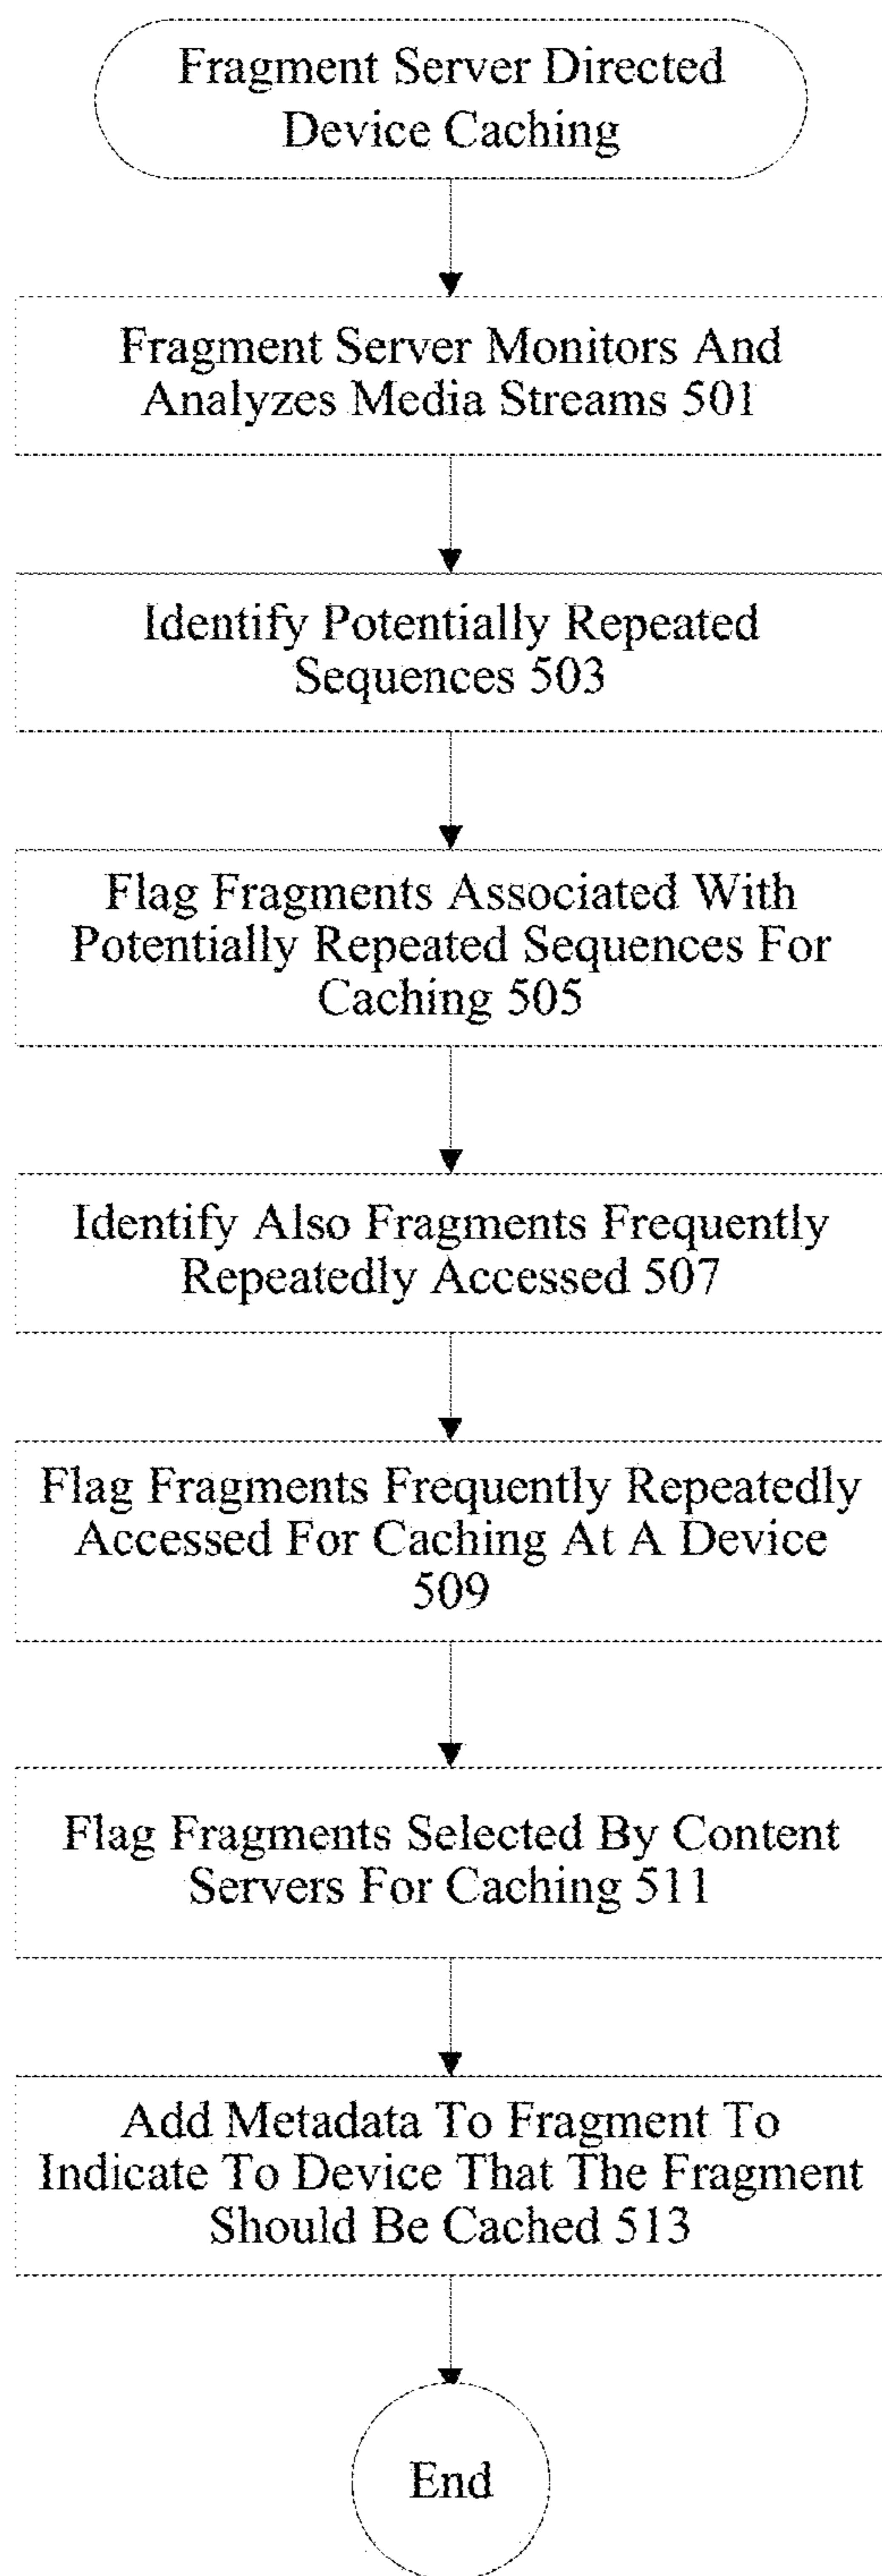 Fragment Server Directed
Device Caching
Fragment Server Monitors And
Analyzes Media Streams 501
Identify Potentially Repeated
Sequences 503
Flag Fragments Associated With
Potentially Repeated Sequences For
Caching 505
Identify Also Fragments Frequently
Repeatedly Accessed 507
Flag Fragments Frequently Repeatedly
Accessed For Caching At A Device
509
Flag Fragments Selected By Content
Servers For Caching 511
Add Metadata To Fragment To
Indicate To Device That The Fragment
Should Be Cached 513
End